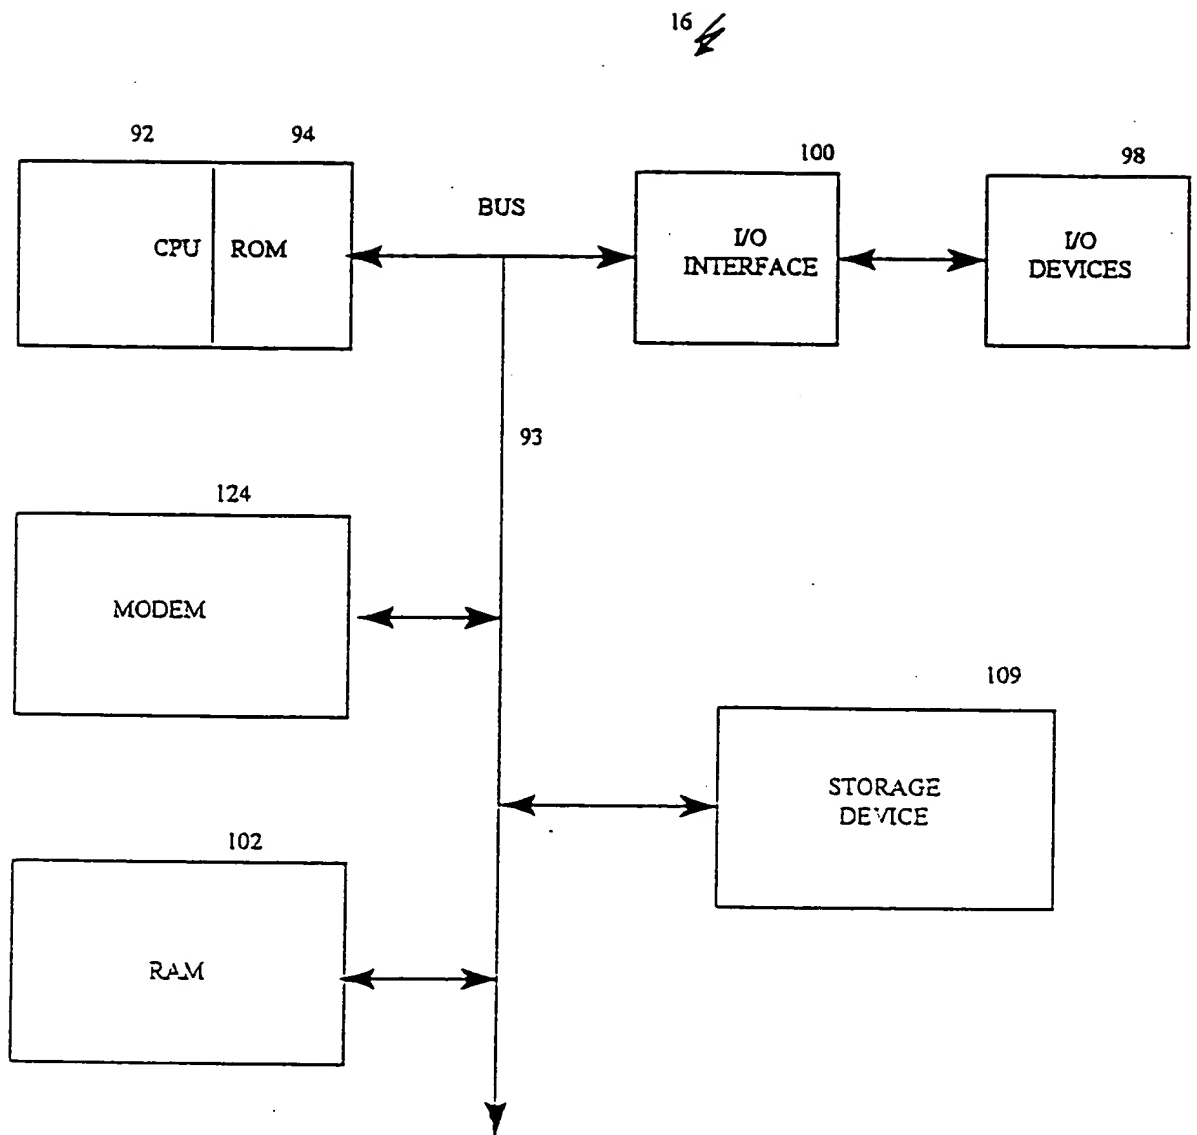 16
92
94
100
98
BUS
CPU
ROM
I/O
INTERFACE
I/O
DEVICES
93
124
MODEM
109
STORAGE
DEVICE
102
RAM